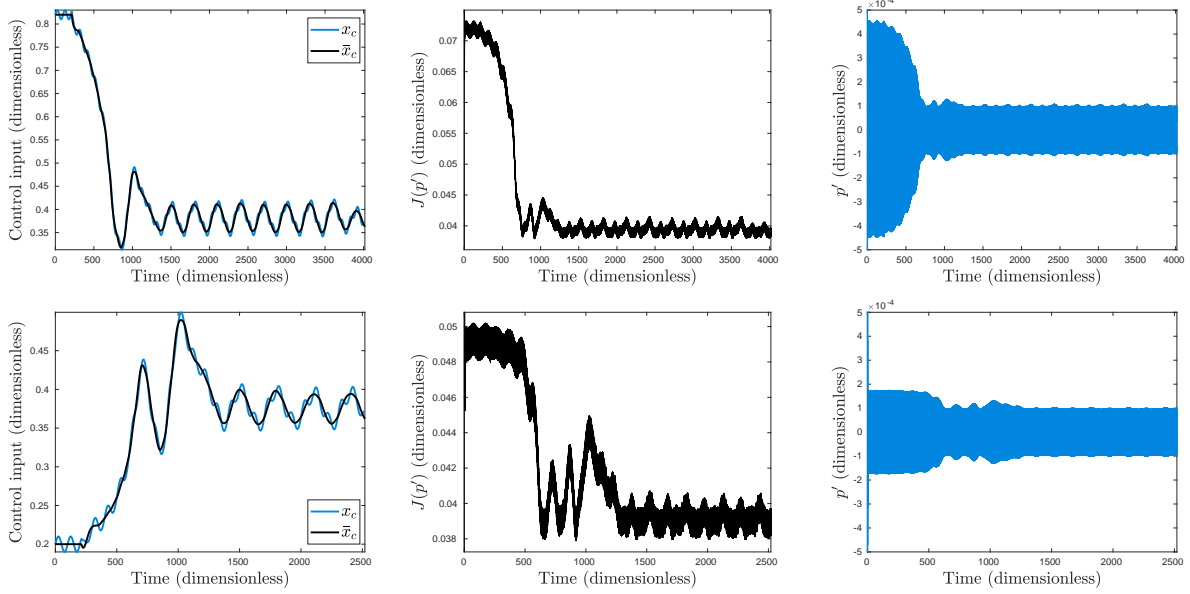 Control input (dimensionless)
0.8
0.75
0.7
0.65
0.6
0.55
0.5
0.45
0.4
0.35
0 500 1000 1500 2000 2500 3000 3500 4000
Time (dimensionless)
x_c
x̄_c
J(p′) (dimensionless)
0.07
0.065
0.06
0.055
0.05
0.045
0.04
0 500 1000 1500 2000 2500 3000 3500 4000
Time (dimensionless)
p′ (dimensionless)
×10⁻⁴
5
4
3
2
1
0
-1
-2
-3
-4
-5
0 500 1000 1500 2000 2500 3000 3500 4000
Time (dimensionless)
Control input (dimensionless)
0.45
0.4
0.35
0.3
0.25
0.2
0 500 1000 1500 2000 2500
Time (dimensionless)
x_c
x̄_c
J(p′) (dimensionless)
0.05
0.048
0.046
0.044
0.042
0.04
0.038
0 500 1000 1500 2000 2500
Time (dimensionless)
p′ (dimensionless)
×10⁻⁴
5
4
3
2
1
0
-1
-2
-3
-4
-5
0 500 1000 1500 2000 2500
Time (dimensionless)